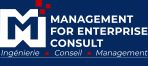 MANAGEMENT
FOR ENTERPRISE
CONSULT
Ingénierie • Conseil • Management